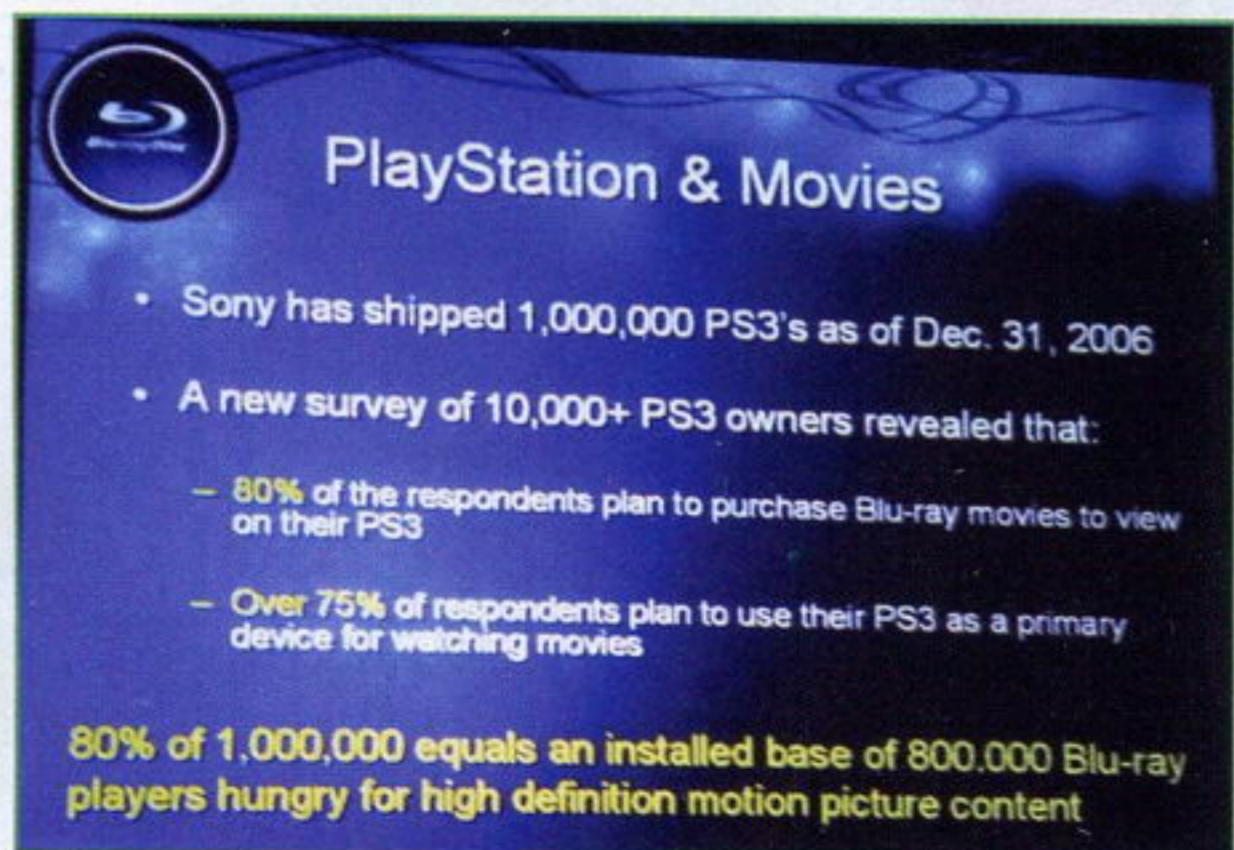 Blu-ray Disc
PlayStation & Movies
• Sony has shipped 1,000,000 PS3's as of Dec. 31, 2006
• A new survey of 10,000+ PS3 owners revealed that:
– 80% of the respondents plan to purchase Blu-ray movies to view
on their PS3
– Over 75% of respondents plan to use their PS3 as a primary
device for watching movies
80% of 1,000,000 equals an installed base of 800.000 Blu-ray
players hungry for high definition motion picture content